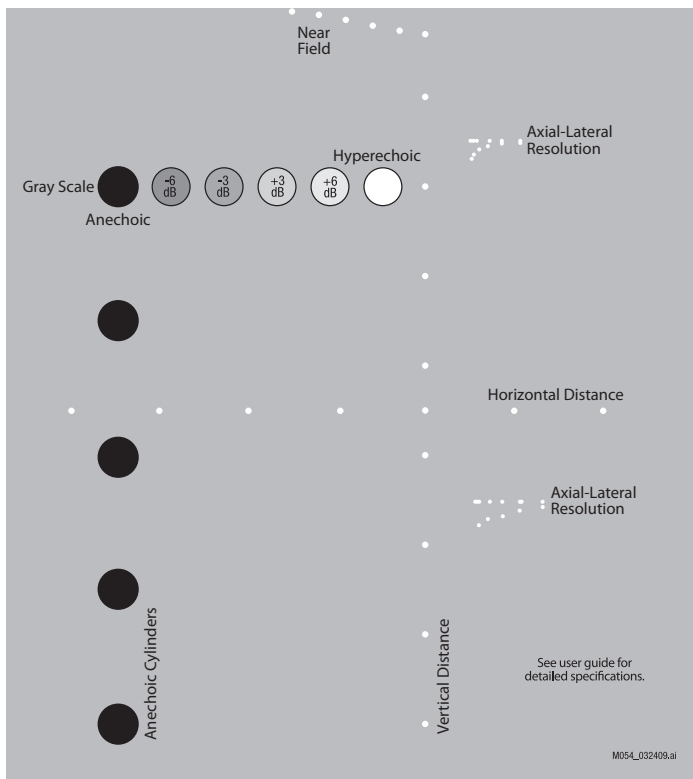 Near
Field
Axial-Lateral
Resolution
Hyperechoic
Gray Scale
-6
dB
-3
dB
+3
dB
+6
dB
Anechoic
Horizontal Distance
Axial-Lateral
Resolution
Anechoic Cylinders
Vertical Distance
See user guide for
detailed specifications.
M054_032409.ai